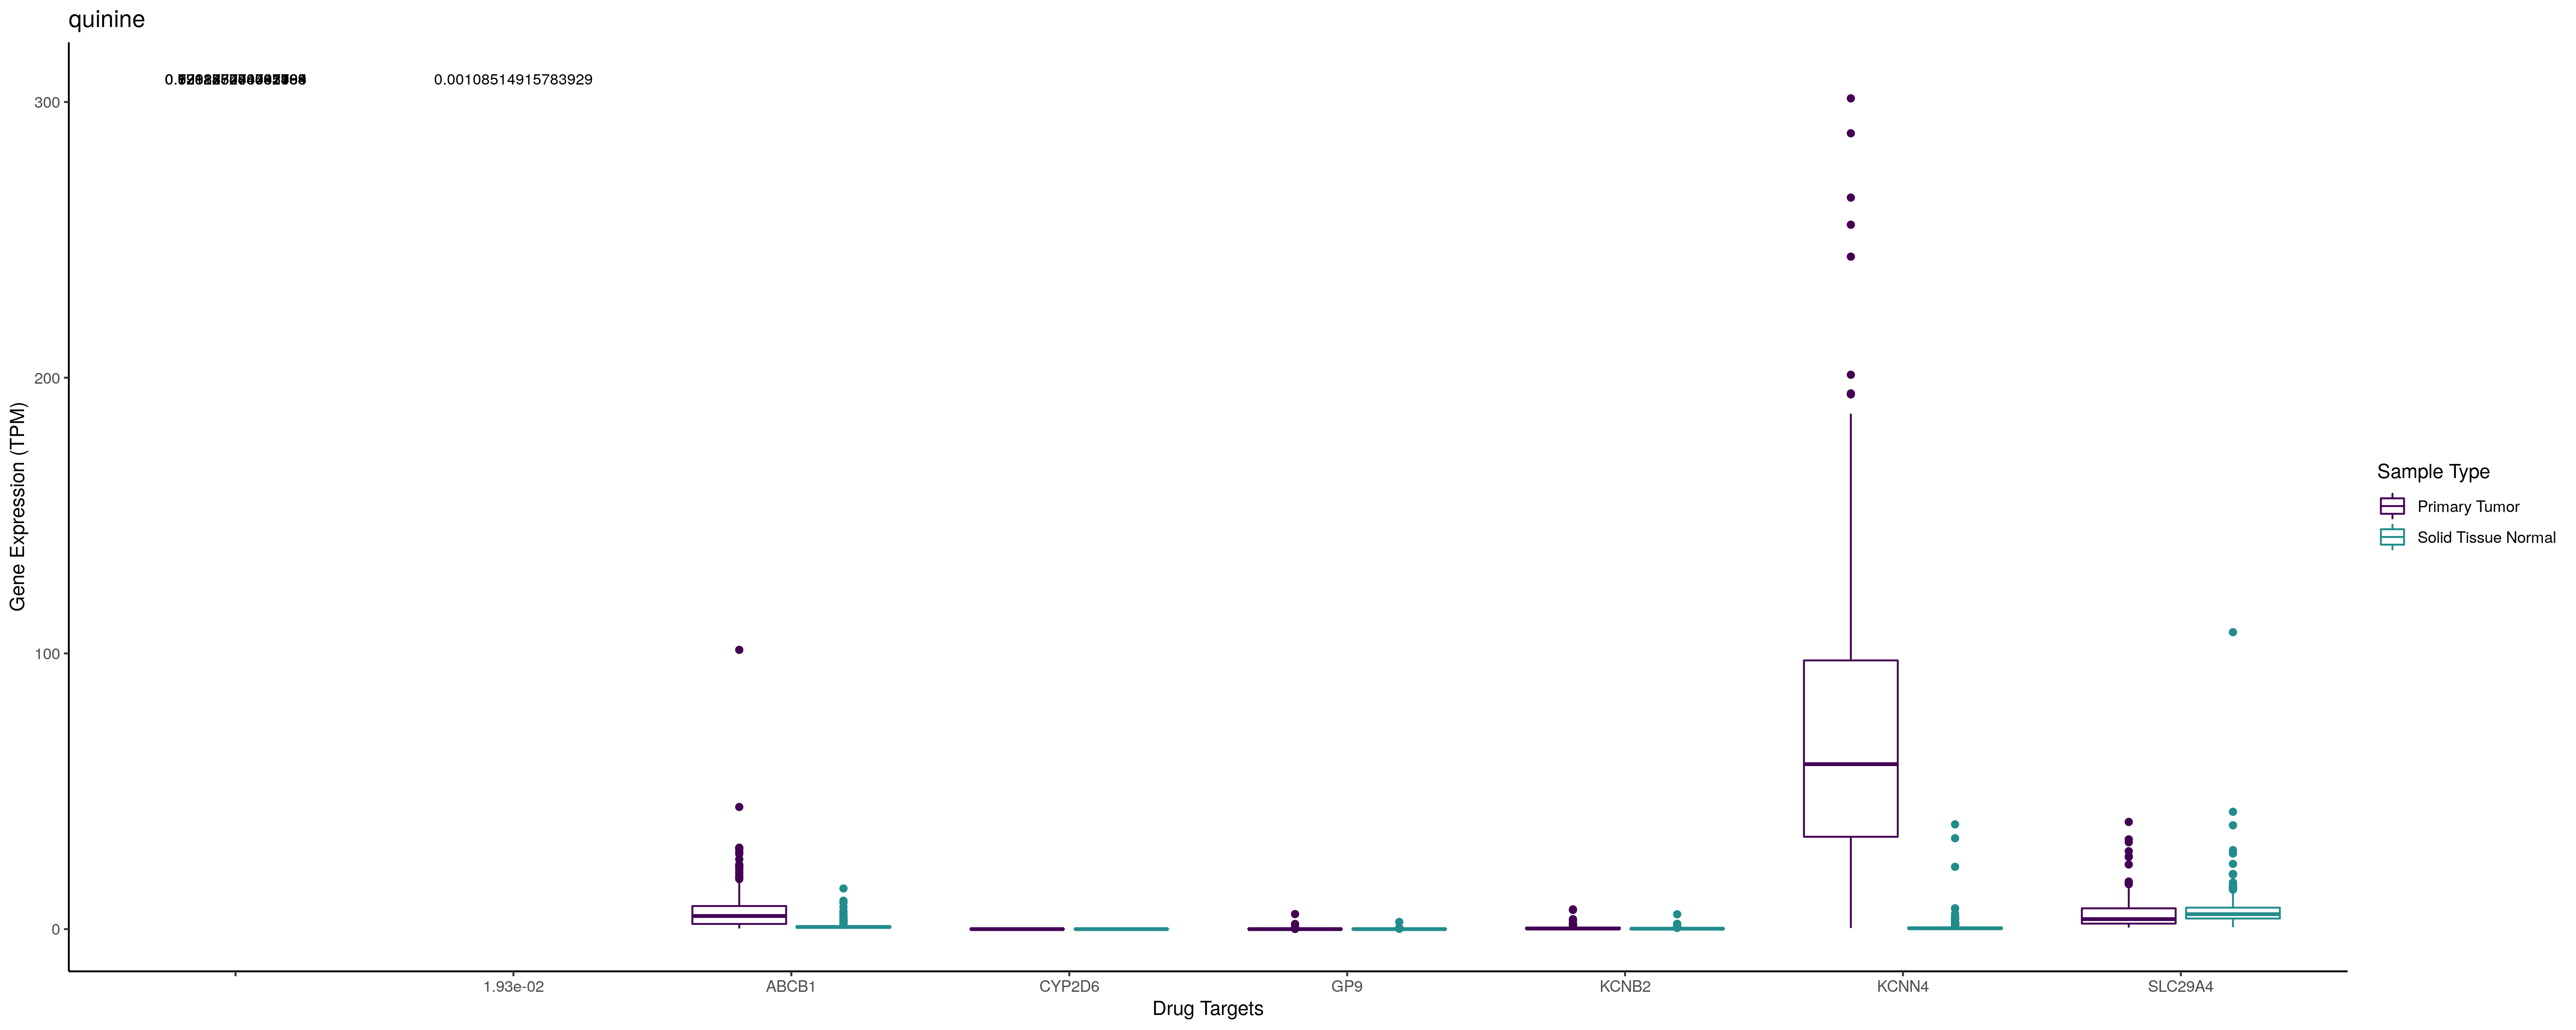 quinine
0.00108514915783929
300
200
100
0
Gene Expression (TPM)
1.93e-02
ABCB1
CYP2D6
GP9
KCNB2
KCNN4
SLC29A4
Drug Targets
Sample Type
Primary Tumor
Solid Tissue Normal